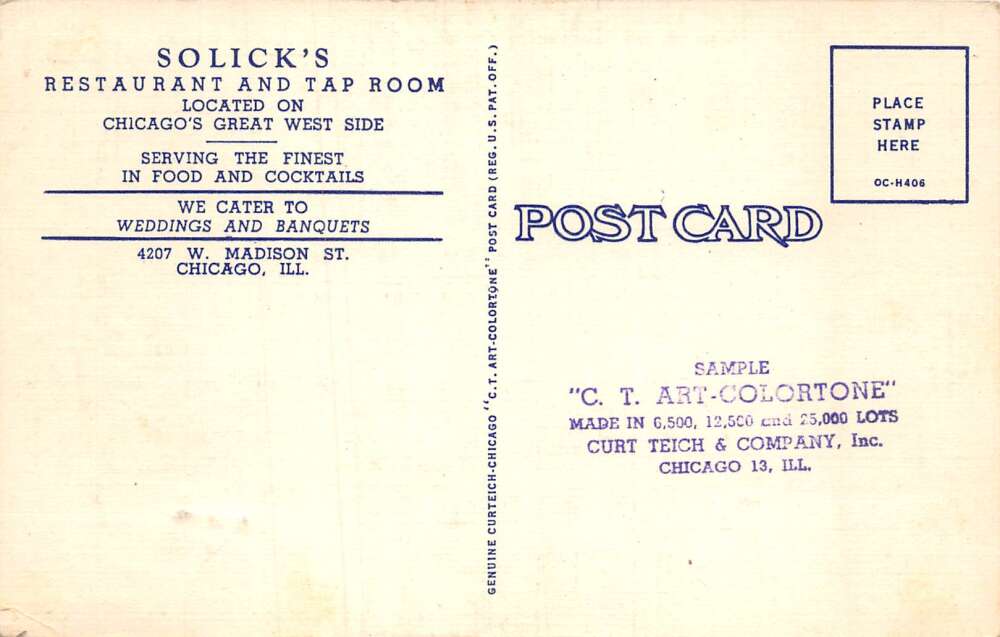 SOLICK'S
RESTAURANT AND TAP ROOM
LOCATED ON
CHICAGO'S GREAT WEST SIDE
SERVING THE FINEST
IN FOOD AND COCKTAILS
WE CATER TO
WEDDINGS AND BANQUETS
4207 W. MADISON ST.
CHICAGO, ILL.
GENUINE CURTEICH-CHICAGO "C.T. ART-COLORTONE" POST CARD (REG. U.S. PAT. OFF.)
PLACE
STAMP
HERE
OC-H406
POST CARD
SAMPLE
"C. T. ART-COLORTONE"
MADE IN 6,500, 12,500 and 25,000 LOTS
CURT TEICH & COMPANY, Inc.
CHICAGO 13, ILL.